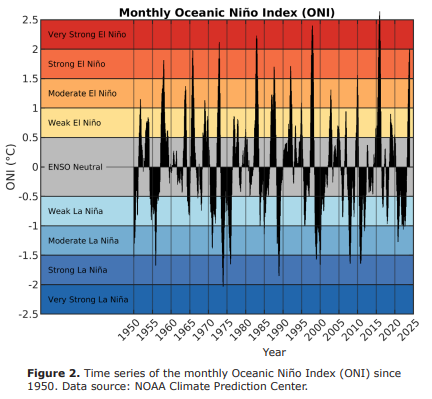 Monthly Oceanic Niño Index (ONI)
2.5
2
1.5
1
0.5
0
-0.5
-1
-1.5
-2
-2.5
ONI (°C)
Very Strong El Niño
Strong El Niño
Moderate El Niño
Weak El Niño
ENSO Neutral
Weak La Niña
Moderate La Niña
Strong La Niña
Very Strong La Niña
1950 1955 1960 1965 1970 1975 1980 1985 1990 1995 2000 2005 2010 2015 2020 2025
Year
Figure 2. Time series of the monthly Oceanic Niño Index (ONI) since
1950. Data source: NOAA Climate Prediction Center.